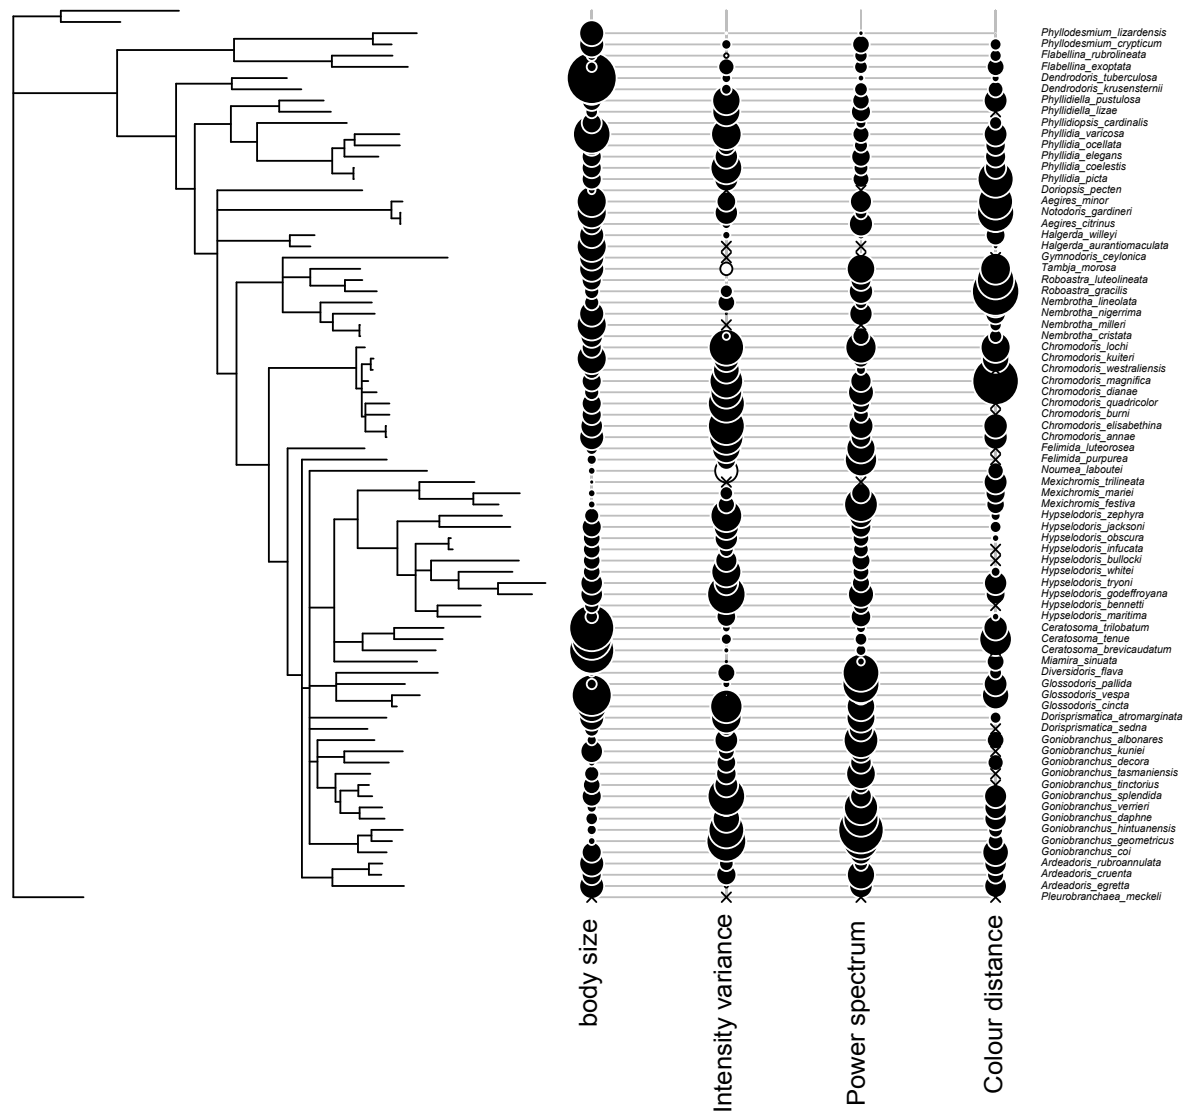 Phyllodesmium_lizardensis
Phyllodesmium_crypticum
Flabellina_rubrolineata
Flabellina_exoptata
Dendrodoris_tuberculosa
Dendrodoris_krusensternii
Phyllidiella_pustulosa
Phyllidiella_lizae
Phyllidiopsis_cardinalis
Phyllidia_varicosa
Phyllidia_ocellata
Phyllidia_elegans
Phyllidia_coelestis
Phyllidia_picta
Doriopsis_pecten
Aegires_minor
Notodoris_gardineri
Aegires_citrinus
Halgerda_willeyi
Halgerda_aurantiomaculata
Gymnodoris_ceylonica
Tambja_morosa
Roboastra_luteolineata
Roboastra_gracilis
Nembrotha_lineolata
Nembrotha_nigerrima
Nembrotha_milleri
Nembrotha_cristata
Chromodoris_lochi
Chromodoris_kuiteri
Chromodoris_westraliensis
Chromodoris_magnifica
Chromodoris_dianae
Chromodoris_quadricolor
Chromodoris_burni
Chromodoris_elisabethina
Chromodoris_annae
Felimida_luteorosea
Felimida_purpurea
Noumea_laboutei
Mexichromis_trilineata
Mexichromis_mariei
Mexichromis_festiva
Hypselodoris_zephyra
Hypselodoris_jacksoni
Hypselodoris_obscura
Hypselodoris_infucata
Hypselodoris_bullocki
Hypselodoris_whitei
Hypselodoris_tryoni
Hypselodoris_godeffroyana
Hypselodoris_bennetti
Hypselodoris_maritima
Ceratosoma_trilobatum
Ceratosoma_tenue
Ceratosoma_brevicaudatum
Miamira_sinuata
Diversidoris_flava
Glossodoris_pallida
Glossodoris_vespa
Glossodoris_cincta
Dorisprismatica_atromarginata
Dorisprismatica_sedna
Goniobranchus_albonares
Goniobranchus_kuniei
Goniobranchus_decora
Goniobranchus_tasmaniensis
Goniobranchus_tinctorius
Goniobranchus_splendida
Goniobranchus_verrieri
Goniobranchus_daphne
Goniobranchus_hintuanensis
Goniobranchus_geometricus
Goniobranchus_coi
Ardeadoris_rubroannulata
Ardeadoris_cruenta
Ardeadoris_egretta
Pleurobranchaea_meckeli
body size
Intensity variance
Power spectrum
Colour distance